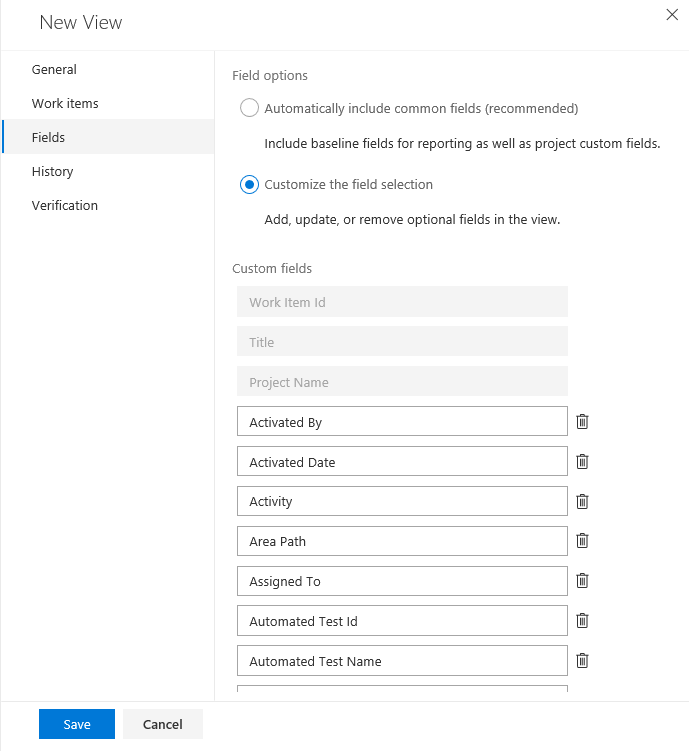 New View
General
Work items
Fields
History
Verification
Field options
Automatically include common fields (recommended)
Include baseline fields for reporting as well as project custom fields.
Customize the field selection
Add, update, or remove optional fields in the view.
Custom fields
Work Item Id
Title
Project Name
Activated By
Activated Date
Activity
Area Path
Assigned To
Automated Test Id
Automated Test Name
Save
Cancel